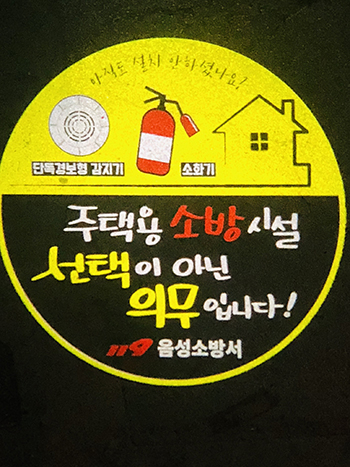 아직도 설치 안하셨나요?
단독경보형 감지기 소화기
주택용 소방시설
선택이 아닌
의무입니다!
119 음성소방서